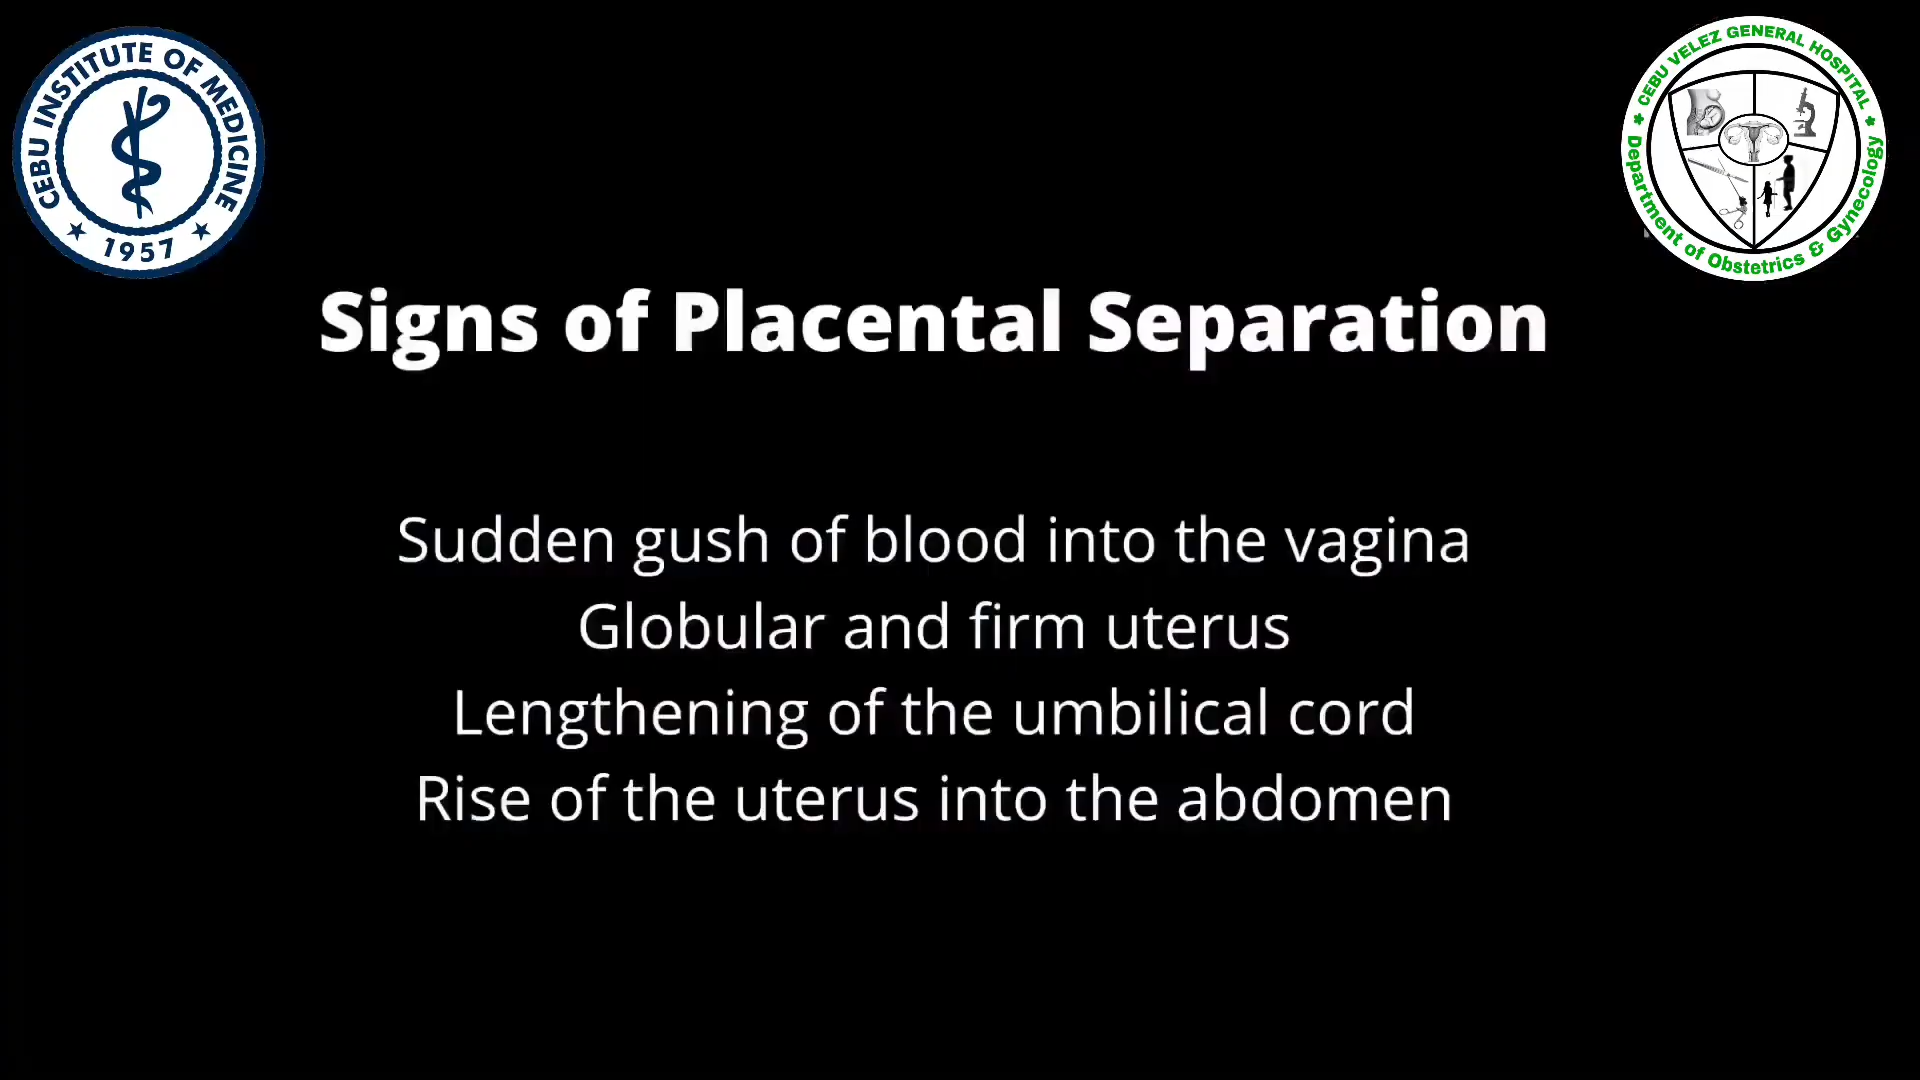 CEBU INSTITUTE OF MEDICINE
1957
CEBU VELEZ GENERAL HOSPITAL
Department of Obstetrics & Gynecology
Signs of Placental Separation
Sudden gush of blood into the vagina
Globular and firm uterus
Lengthening of the umbilical cord
Rise of the uterus into the abdomen